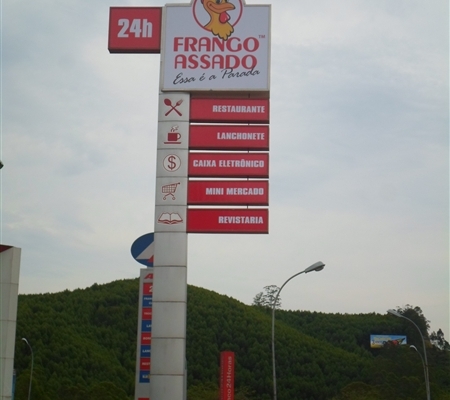 24h
FRANGO
ASSADO
Essa é a Parada
RESTAURANTE
LANCHONETE
CAIXA ELETRÔNICO
$
MINI MERCADO
REVISTARIA